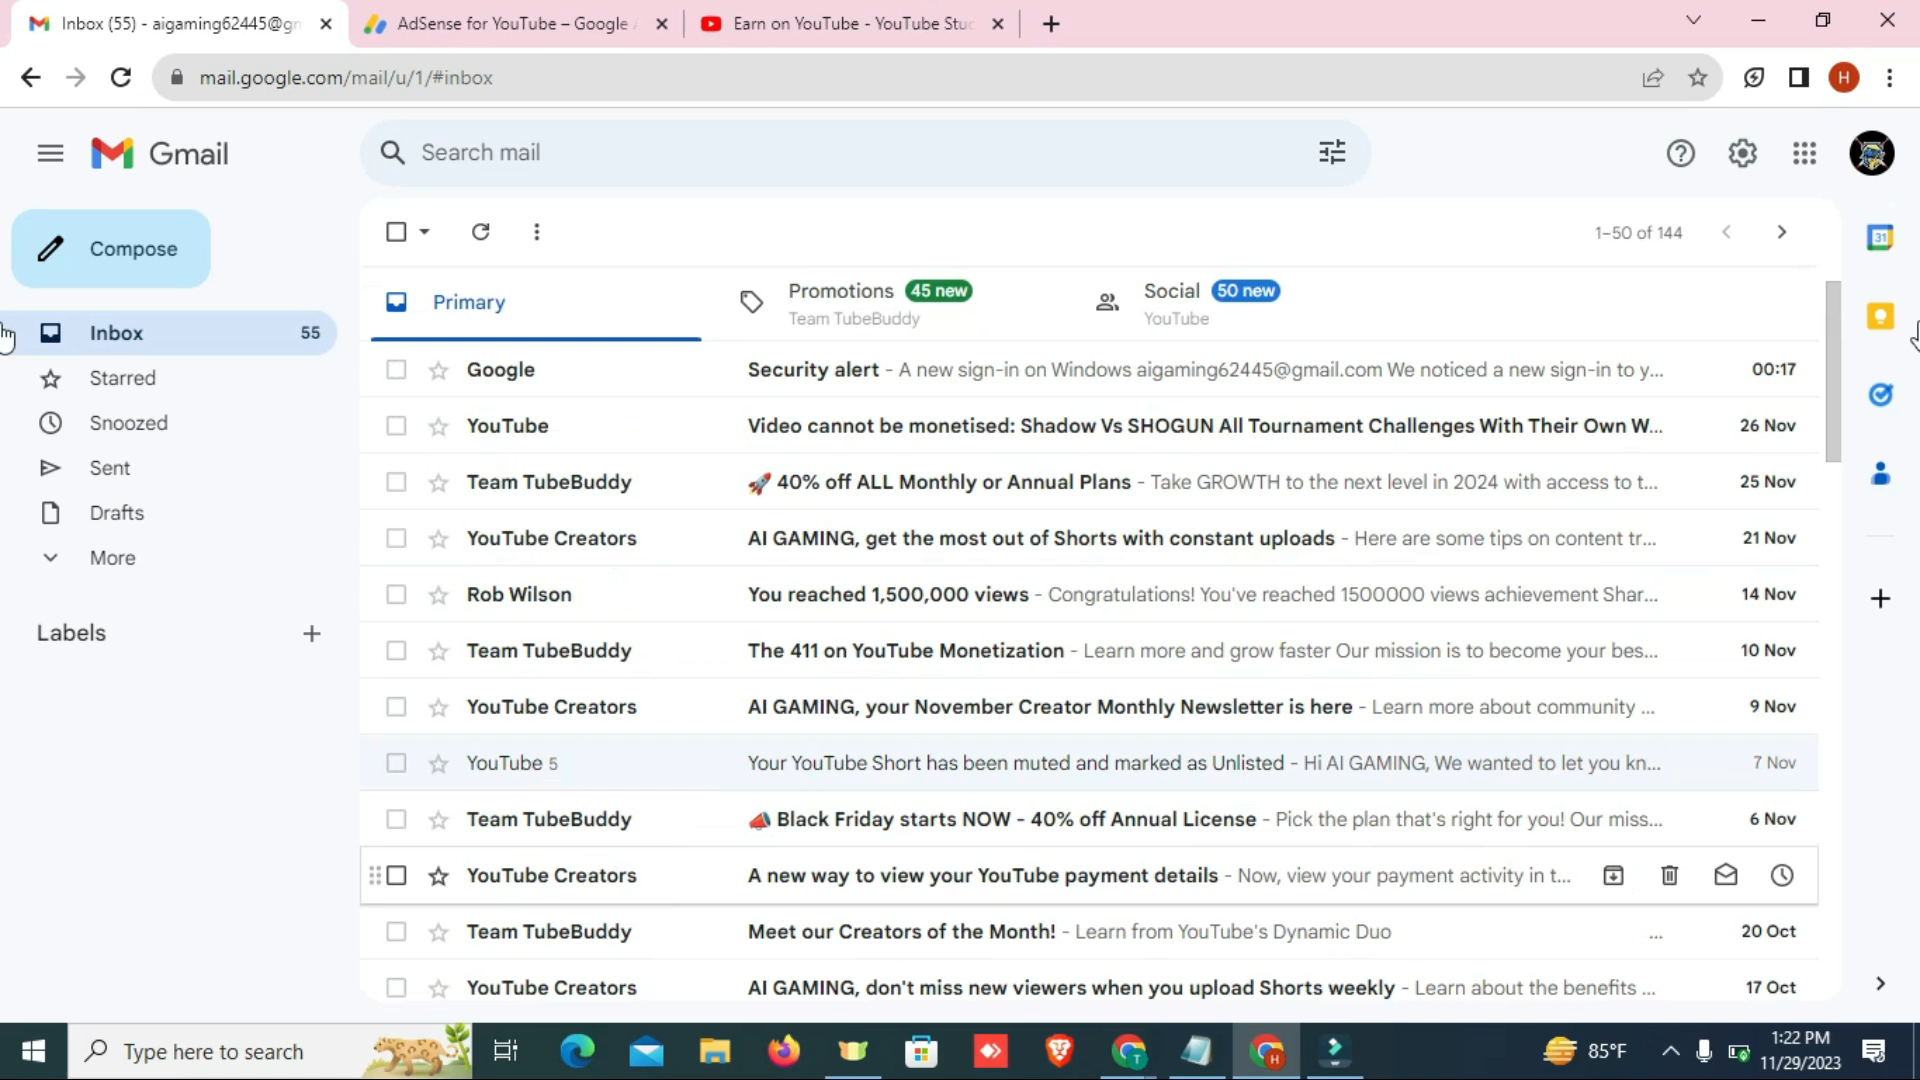 Inbox (55) - aigaming62445@gm
AdSense for YouTube – Google
Earn on YouTube - YouTube Stud
mail.google.com/mail/u/1/#inbox
H
Gmail
Search mail
Compose
1–50 of 144
31
Primary
Promotions 45 new
Team TubeBuddy
Social 50 new
YouTube
Inbox 55
Starred
Snoozed
Sent
Drafts
More
Labels
Google Security alert - A new sign-in on Windows aigaming62445@gmail.com We noticed a new sign-in to y... 00:17
YouTube Video cannot be monetised: Shadow Vs SHOGUN All Tournament Challenges With Their Own W... 26 Nov
Team TubeBuddy 🚀 40% off ALL Monthly or Annual Plans - Take GROWTH to the next level in 2024 with access to t... 25 Nov
YouTube Creators AI GAMING, get the most out of Shorts with constant uploads - Here are some tips on content tr... 21 Nov
Rob Wilson You reached 1,500,000 views - Congratulations! You've reached 1500000 views achievement Shar... 14 Nov
Team TubeBuddy The 411 on YouTube Monetization - Learn more and grow faster Our mission is to become your bes... 10 Nov
YouTube Creators AI GAMING, your November Creator Monthly Newsletter is here - Learn more about community ... 9 Nov
YouTube 5 Your YouTube Short has been muted and marked as Unlisted - Hi AI GAMING, We wanted to let you kn... 7 Nov
Team TubeBuddy 📣 Black Friday starts NOW - 40% off Annual License - Pick the plan that's right for you! Our miss... 6 Nov
YouTube Creators A new way to view your YouTube payment details - Now, view your payment activity in t...
Team TubeBuddy Meet our Creators of the Month! - Learn from YouTube's Dynamic Duo ... 20 Oct
YouTube Creators AI GAMING, don't miss new viewers when you upload Shorts weekly - Learn about the benefits ... 17 Oct
Type here to search
T
H
85°F
1:22 PM
11/29/2023